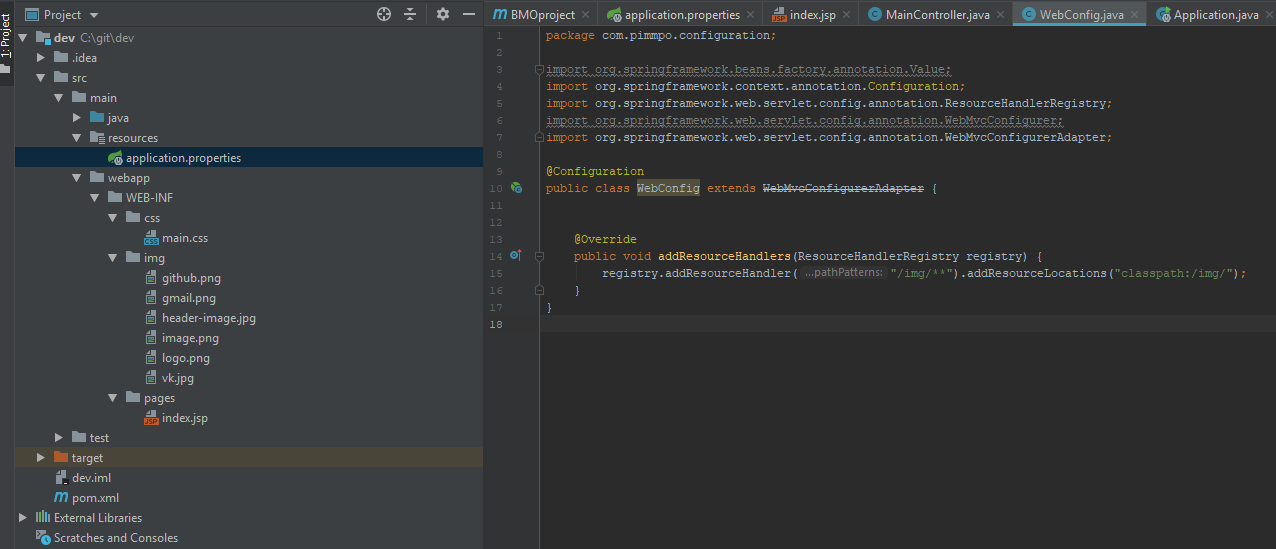 1: Project
Project
dev C:\git\dev
.idea
src
main
java
resources
application.properties
webapp
WEB-INF
css
main.css
img
github.png
gmail.png
header-image.jpg
image.png
logo.png
vk.jpg
pages
index.jsp
test
target
dev.iml
pom.xml
External Libraries
Scratches and Consoles
BMOproject application.properties index.jsp MainController.java WebConfig.java Application.java
1 package com.pimmpo.configuration;
2
3 import org.springframework.beans.factory.annotation.Value;
4 import org.springframework.context.annotation.Configuration;
5 import org.springframework.web.servlet.config.annotation.ResourceHandlerRegistry;
6 import org.springframework.web.servlet.config.annotation.WebMvcConfigurer;
7 import org.springframework.web.servlet.config.annotation.WebMvcConfigurerAdapter;
8
9 @Configuration
10 public class WebConfig extends WebMvcConfigurerAdapter {
11
12
13 @Override
14 public void addResourceHandlers(ResourceHandlerRegistry registry) {
15 registry.addResourceHandler( ...pathPatterns: "/img/**").addResourceLocations("classpath:/img/");
16 }
17 }
18